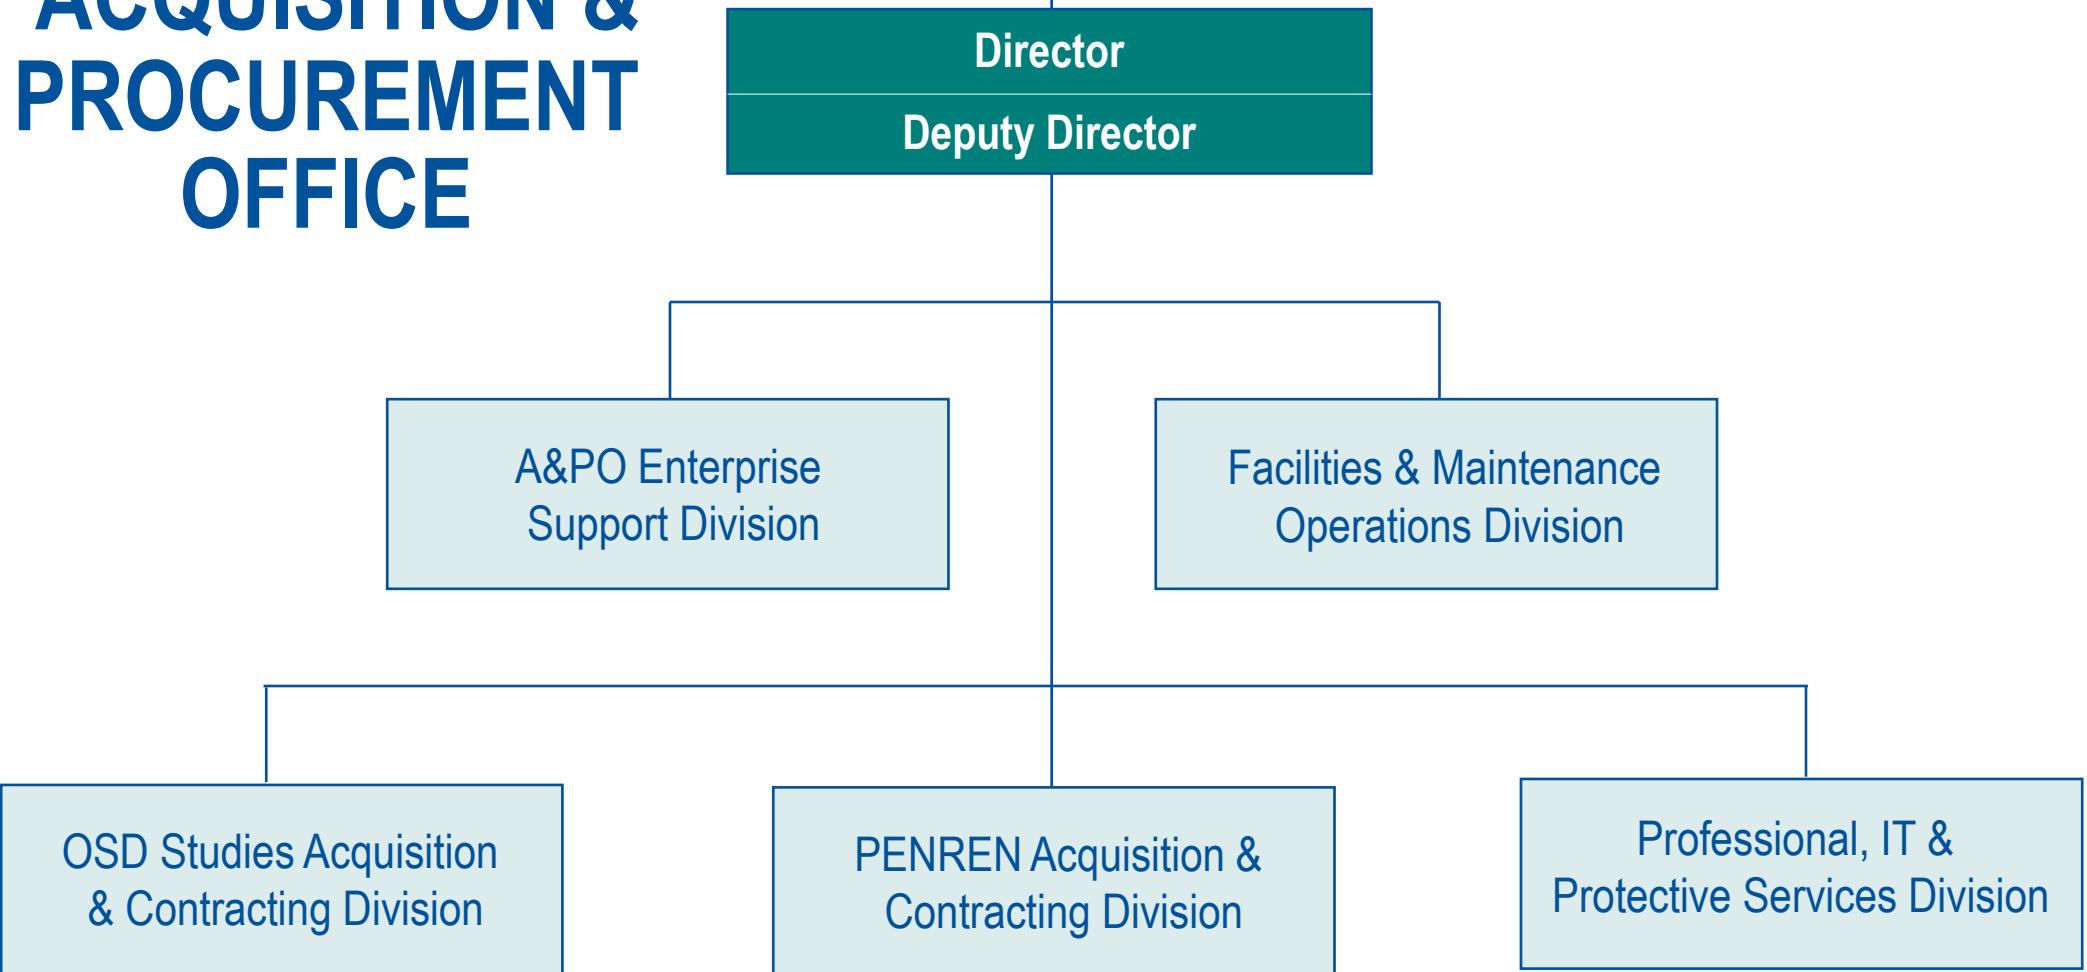 ACQUISITION &
PROCUREMENT
OFFICE
Director
Deputy Director
A&PO Enterprise
Support Division
Facilities & Maintenance
Operations Division
OSD Studies Acquisition
& Contracting Division
PENREN Acquisition &
Contracting Division
Professional, IT &
Protective Services Division